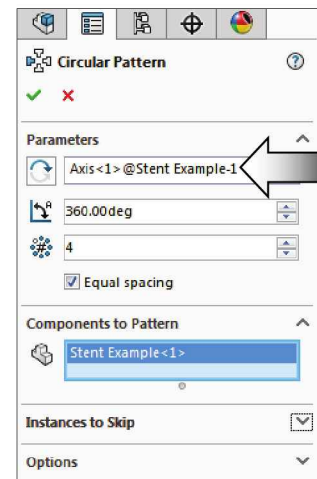 Circular Pattern
Parameters
Axis<1>@Stent Example-1
360.00deg
4
Equal spacing
Components to Pattern
Stent Example<1>
Instances to Skip
Options